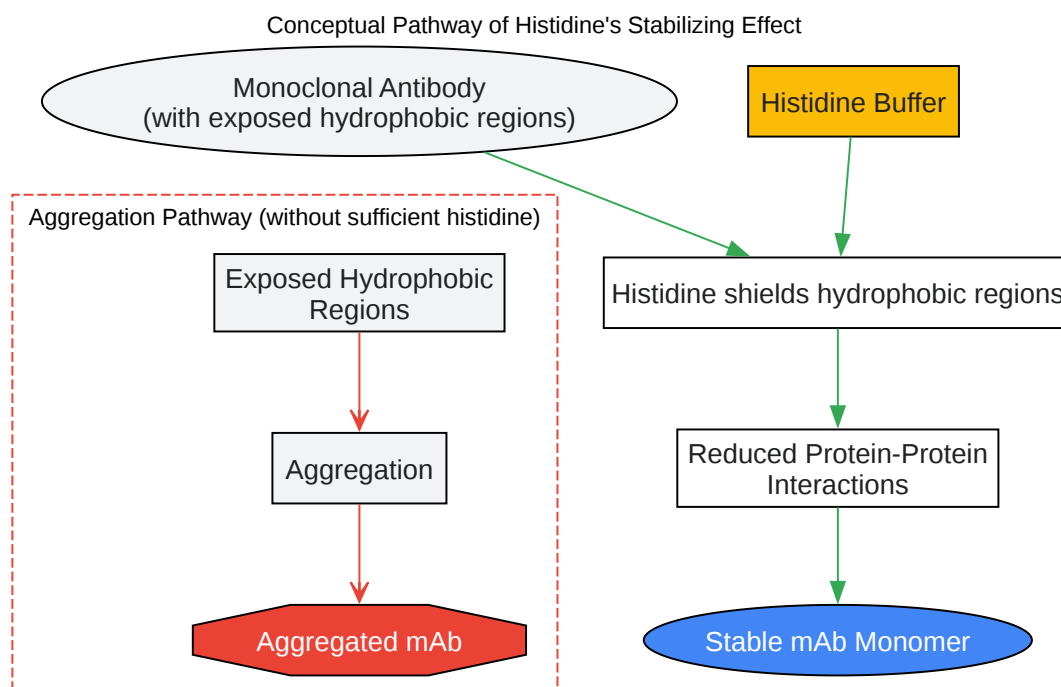 Conceptual Pathway of Histidine's Stabilizing Effect
Monoclonal Antibody
(with exposed hydrophobic regions)
Histidine Buffer
Aggregation Pathway (without sufficient histidine)
Exposed Hydrophobic
Regions
Histidine shields hydrophobic regions
Aggregation
Reduced Protein-Protein
Interactions
Aggregated mAb
Stable mAb Monomer